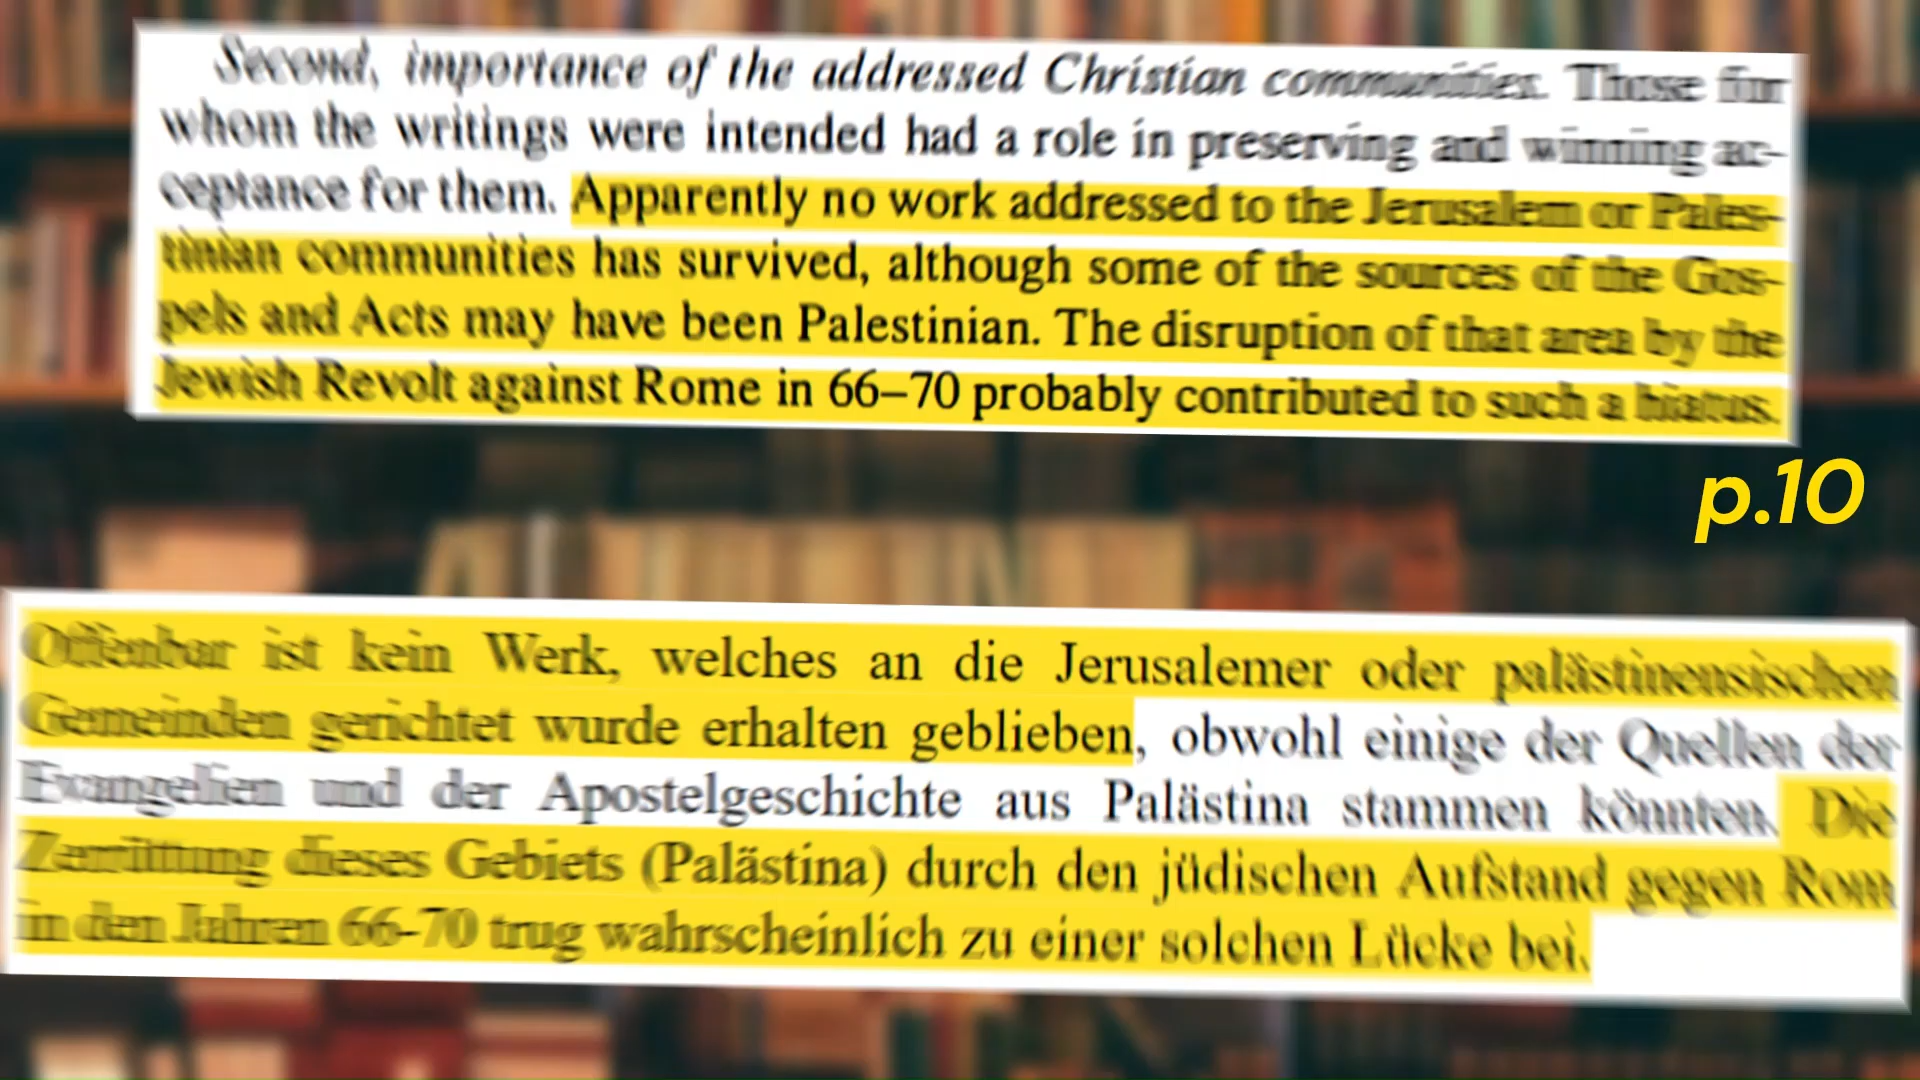 Second, importance of the addressed Christian communities. Those for
whom the writings were intended had a role in preserving and winning ac-
ceptance for them. Apparently no work addressed to the Jerusalem or Pales-
tinian communities has survived, although some of the sources of the Gos-
pels and Acts may have been Palestinian. The disruption of that area by the
Jewish Revolt against Rome in 66–70 probably contributed to such a hiatus.
p.10
Offenbar ist kein Werk, welches an die Jerusalemer oder palästinensischen
Gemeinden gerichtet wurde erhalten geblieben, obwohl einige der Quellen der
Evangelien und der Apostelgeschichte aus Palästina stammen könnten. Die
Zerrüttung dieses Gebiets (Palästina) durch den jüdischen Aufstand gegen Rom
in den Jahren 66-70 trug wahrscheinlich zu einer solchen Lücke bei.